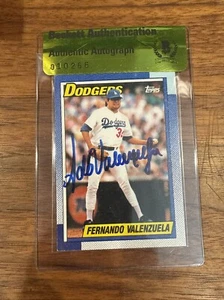 Beckett Authentication
Authentic Autograph
DODGERS
Topps
Dodgers
FERNANDO VALENZUELA